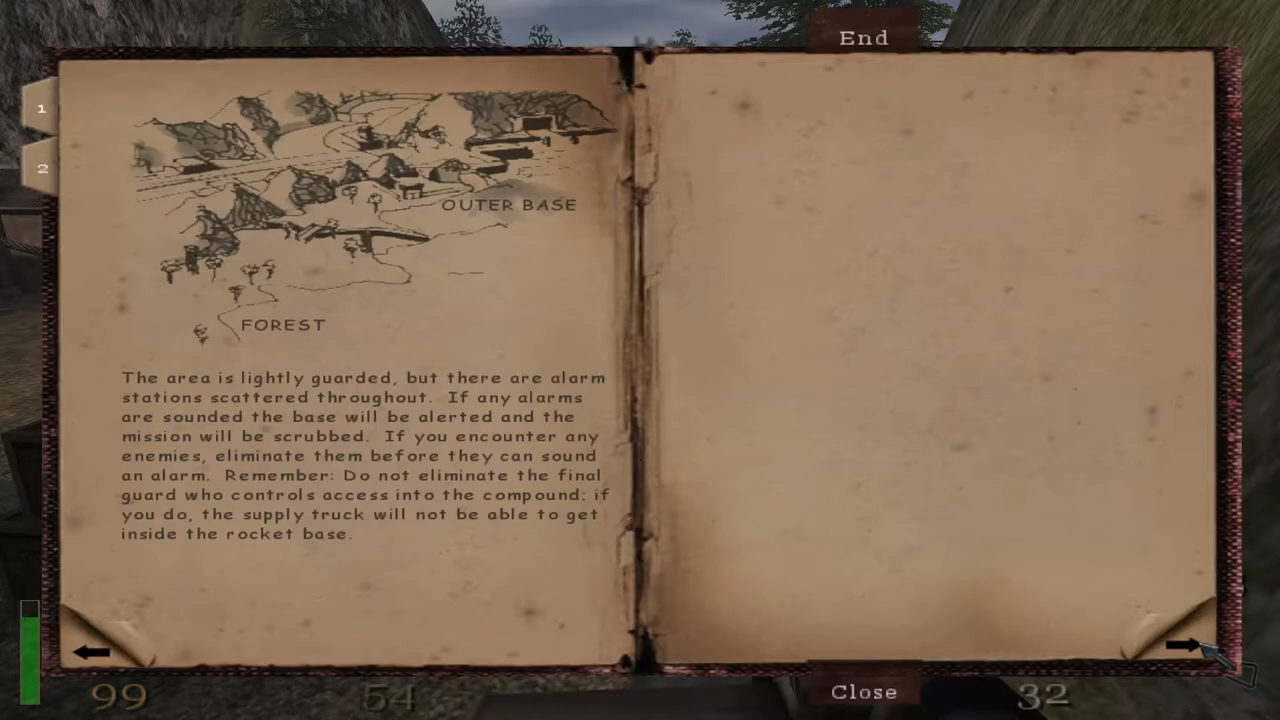 End
1
2
OUTER BASE
FOREST
The area is lightly guarded, but there are alarm
stations scattered throughout. If any alarms
are sounded the base will be alerted and the
mission will be scrubbed. If you encounter any
enemies, eliminate them before they can sound
an alarm. Remember: Do not eliminate the final
guard who controls access into the compound: if
you do, the supply truck will not be able to get
inside the rocket base.
99
54
Close
32